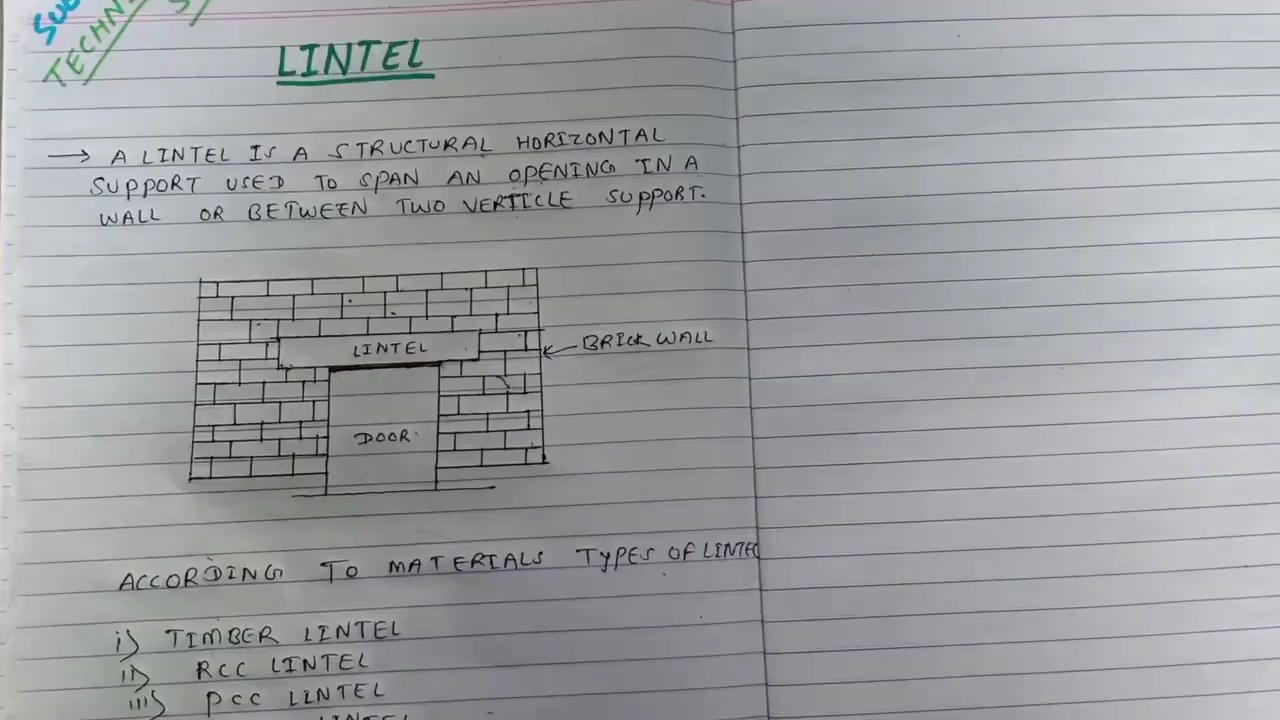 LINTEL
→ A LINTEL IS A STRUCTURAL HORIZONTAL
SUPPORT USED TO SPAN AN OPENING IN A
WALL OR BETWEEN TWO VERTICLE SUPPORT.
LINTEL
BRICK WALL
DOOR
ACCORDING TO MATERIALS TYPES OF LINTEL
i) TIMBER LINTEL
ii) RCC LINTEL
iii) PCC LINTEL
LINTEL